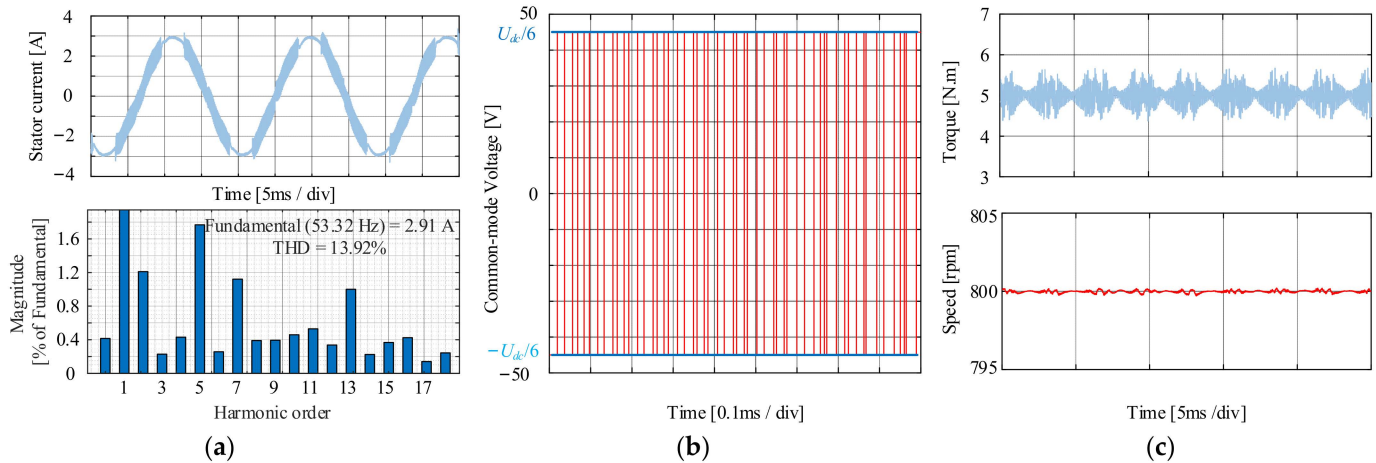 Stator current [A]
4
2
0
−2
−4
Time [5ms / div]
Magnitude
[% of Fundamental]
1.6
1.2
0.8
0.4
0
Fundamental (53.32 Hz) = 2.91 A
THD = 13.92%
1 3 5 7 9 11 13 15 17
Harmonic order
(a)
Common-mode Voltage [V]
50
Udc/6
0
−Udc/6
−50
Time [0.1ms / div]
(b)
Torque [N.m]
7
6
5
4
3
Speed [rpm]
805
800
795
Time [5ms /div]
(c)